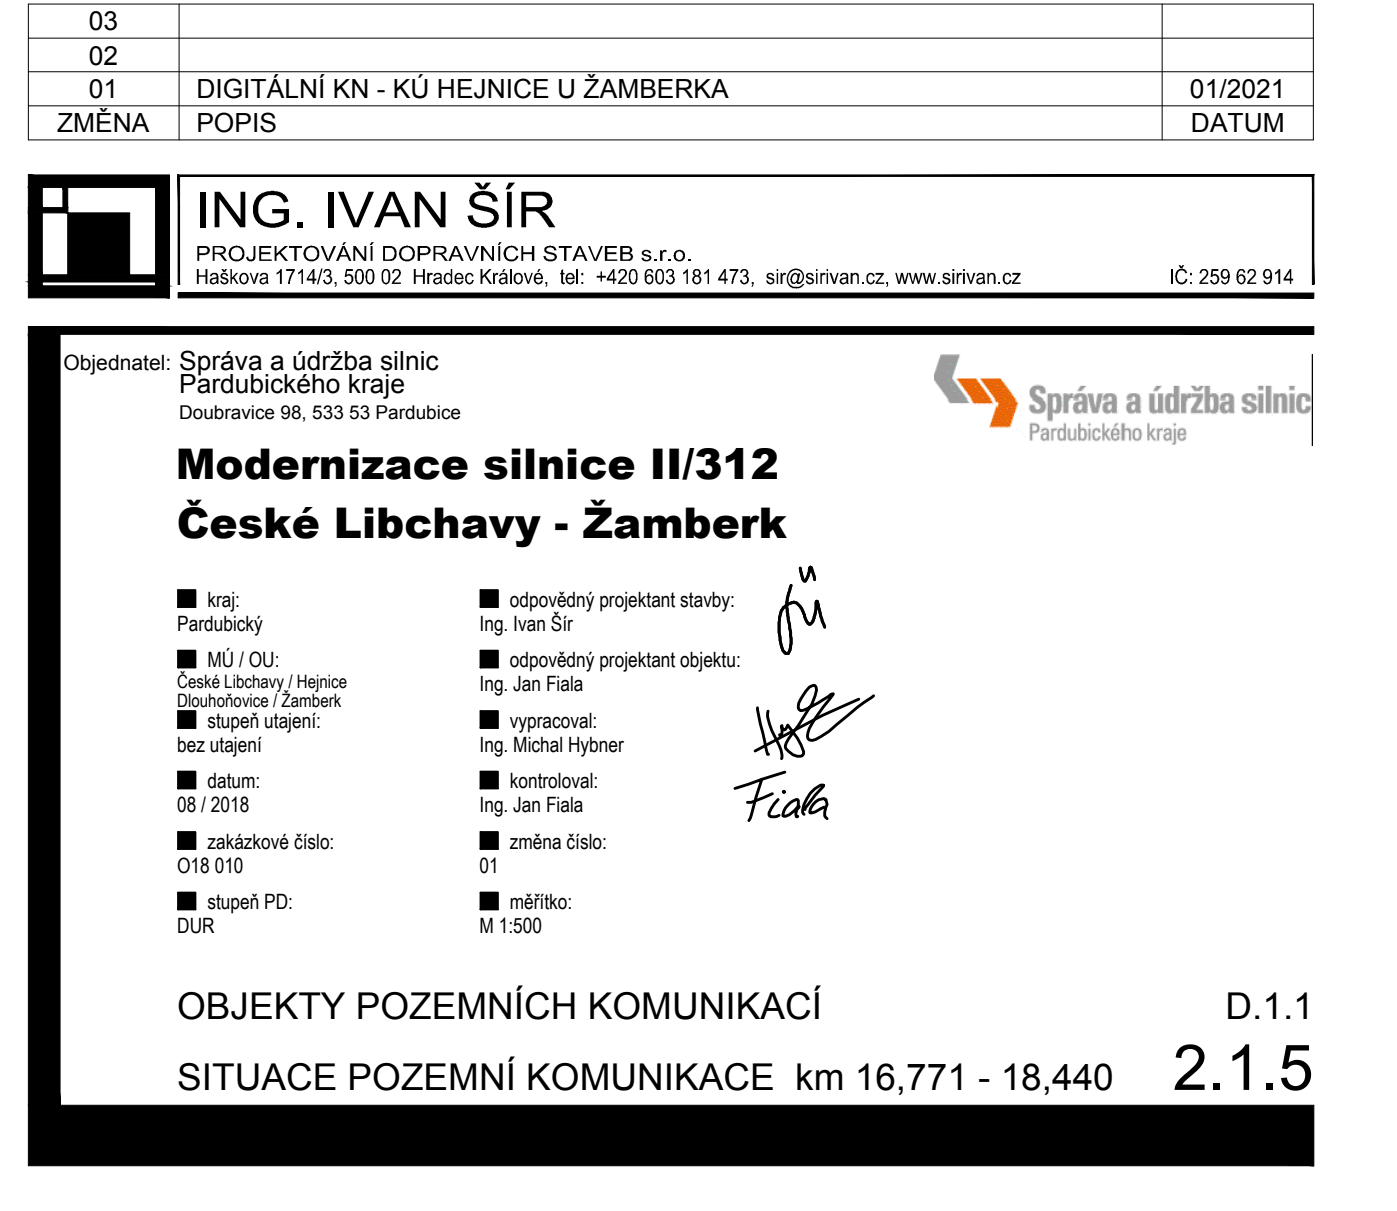 03
02
01 DIGITÁLNÍ KN - KÚ HEJNICE U ŽAMBERKA 01/2021
ZMĚNA POPIS DATUM
ING. IVAN ŠÍR
PROJEKTOVÁNÍ DOPRAVNÍCH STAVEB s.r.o.
Haškova 1714/3, 500 02 Hradec Králové, tel: +420 603 181 473, sir@sirivan.cz, www.sirivan.cz IČ: 259 62 914
Objednatel: Správa a údržba silnic
Pardubického kraje
Doubravice 98, 533 53 Pardubice
Správa a údržba silnic
Pardubického kraje
Modernizace silnice II/312
České Libchavy - Žamberk
kraj:
Pardubický
MÚ / OU:
České Libchavy / Hejnice
Dlouhoňovice / Žamberk
stupeň utajení:
bez utajení
datum:
08 / 2018
zakázkové číslo:
O18 010
stupeň PD:
DUR
odpovědný projektant stavby:
Ing. Ivan Šír
odpovědný projektant objektu:
Ing. Jan Fiala
vypracoval:
Ing. Michal Hybner
kontroloval:
Ing. Jan Fiala
Fiala
změna číslo:
01
měřítko:
M 1:500
OBJEKTY POZEMNÍCH KOMUNIKACÍ D.1.1
SITUACE POZEMNÍ KOMUNIKACE km 16,771 - 18,440 2.1.5